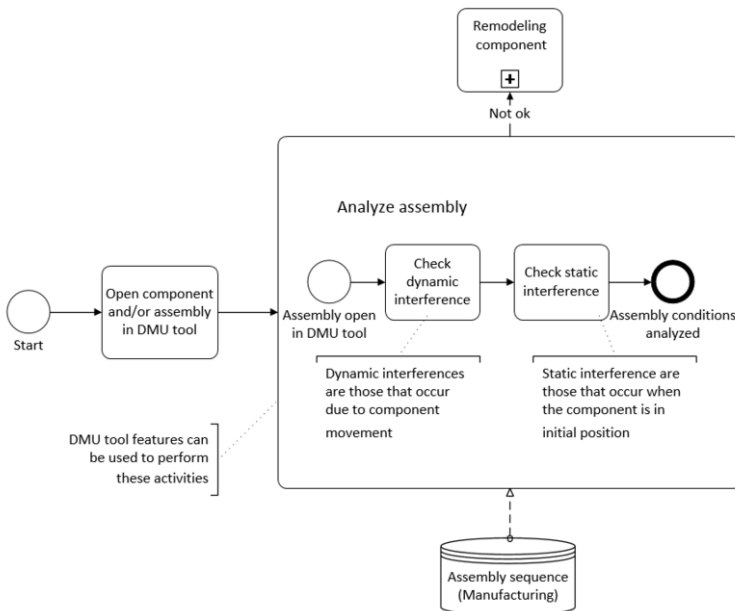 Remodeling
component
Not ok
Analyze assembly
Open component
and/or assembly
in DMU tool
Check
dynamic
interference
Check static
interference
Start
Assembly open
in DMU tool
Assembly conditions
analyzed
Dynamic interferences
are those that occur
due to component
movement
Static interference are
those that occur when
the component is in
initial position
DMU tool features can
be used to perform
these activities
Assembly sequence
(Manufacturing)